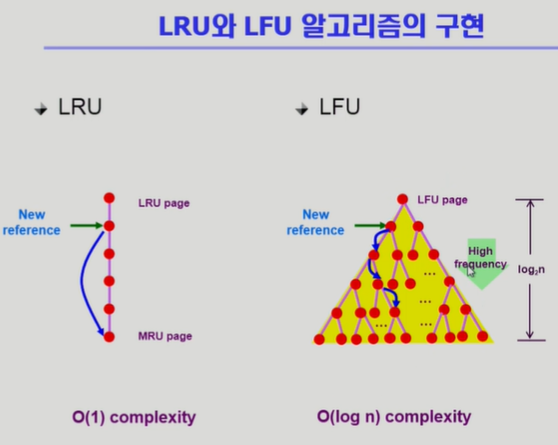 LRU와 LFU 알고리즘의 구현
LRU
LRU page
New
reference
MRU page
O(1) complexity
LFU
LFU page
New
reference
High
frequency
...
...
...
...
log₂n
O(log n) complexity